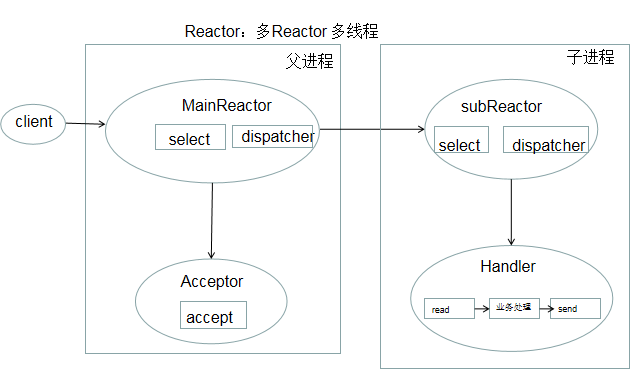 Reactor：多Reactor 多线程
父进程
子进程
client
MainReactor
select
dispatcher
subReactor
select
dispatcher
Acceptor
accept
Handler
read
业务处理
send